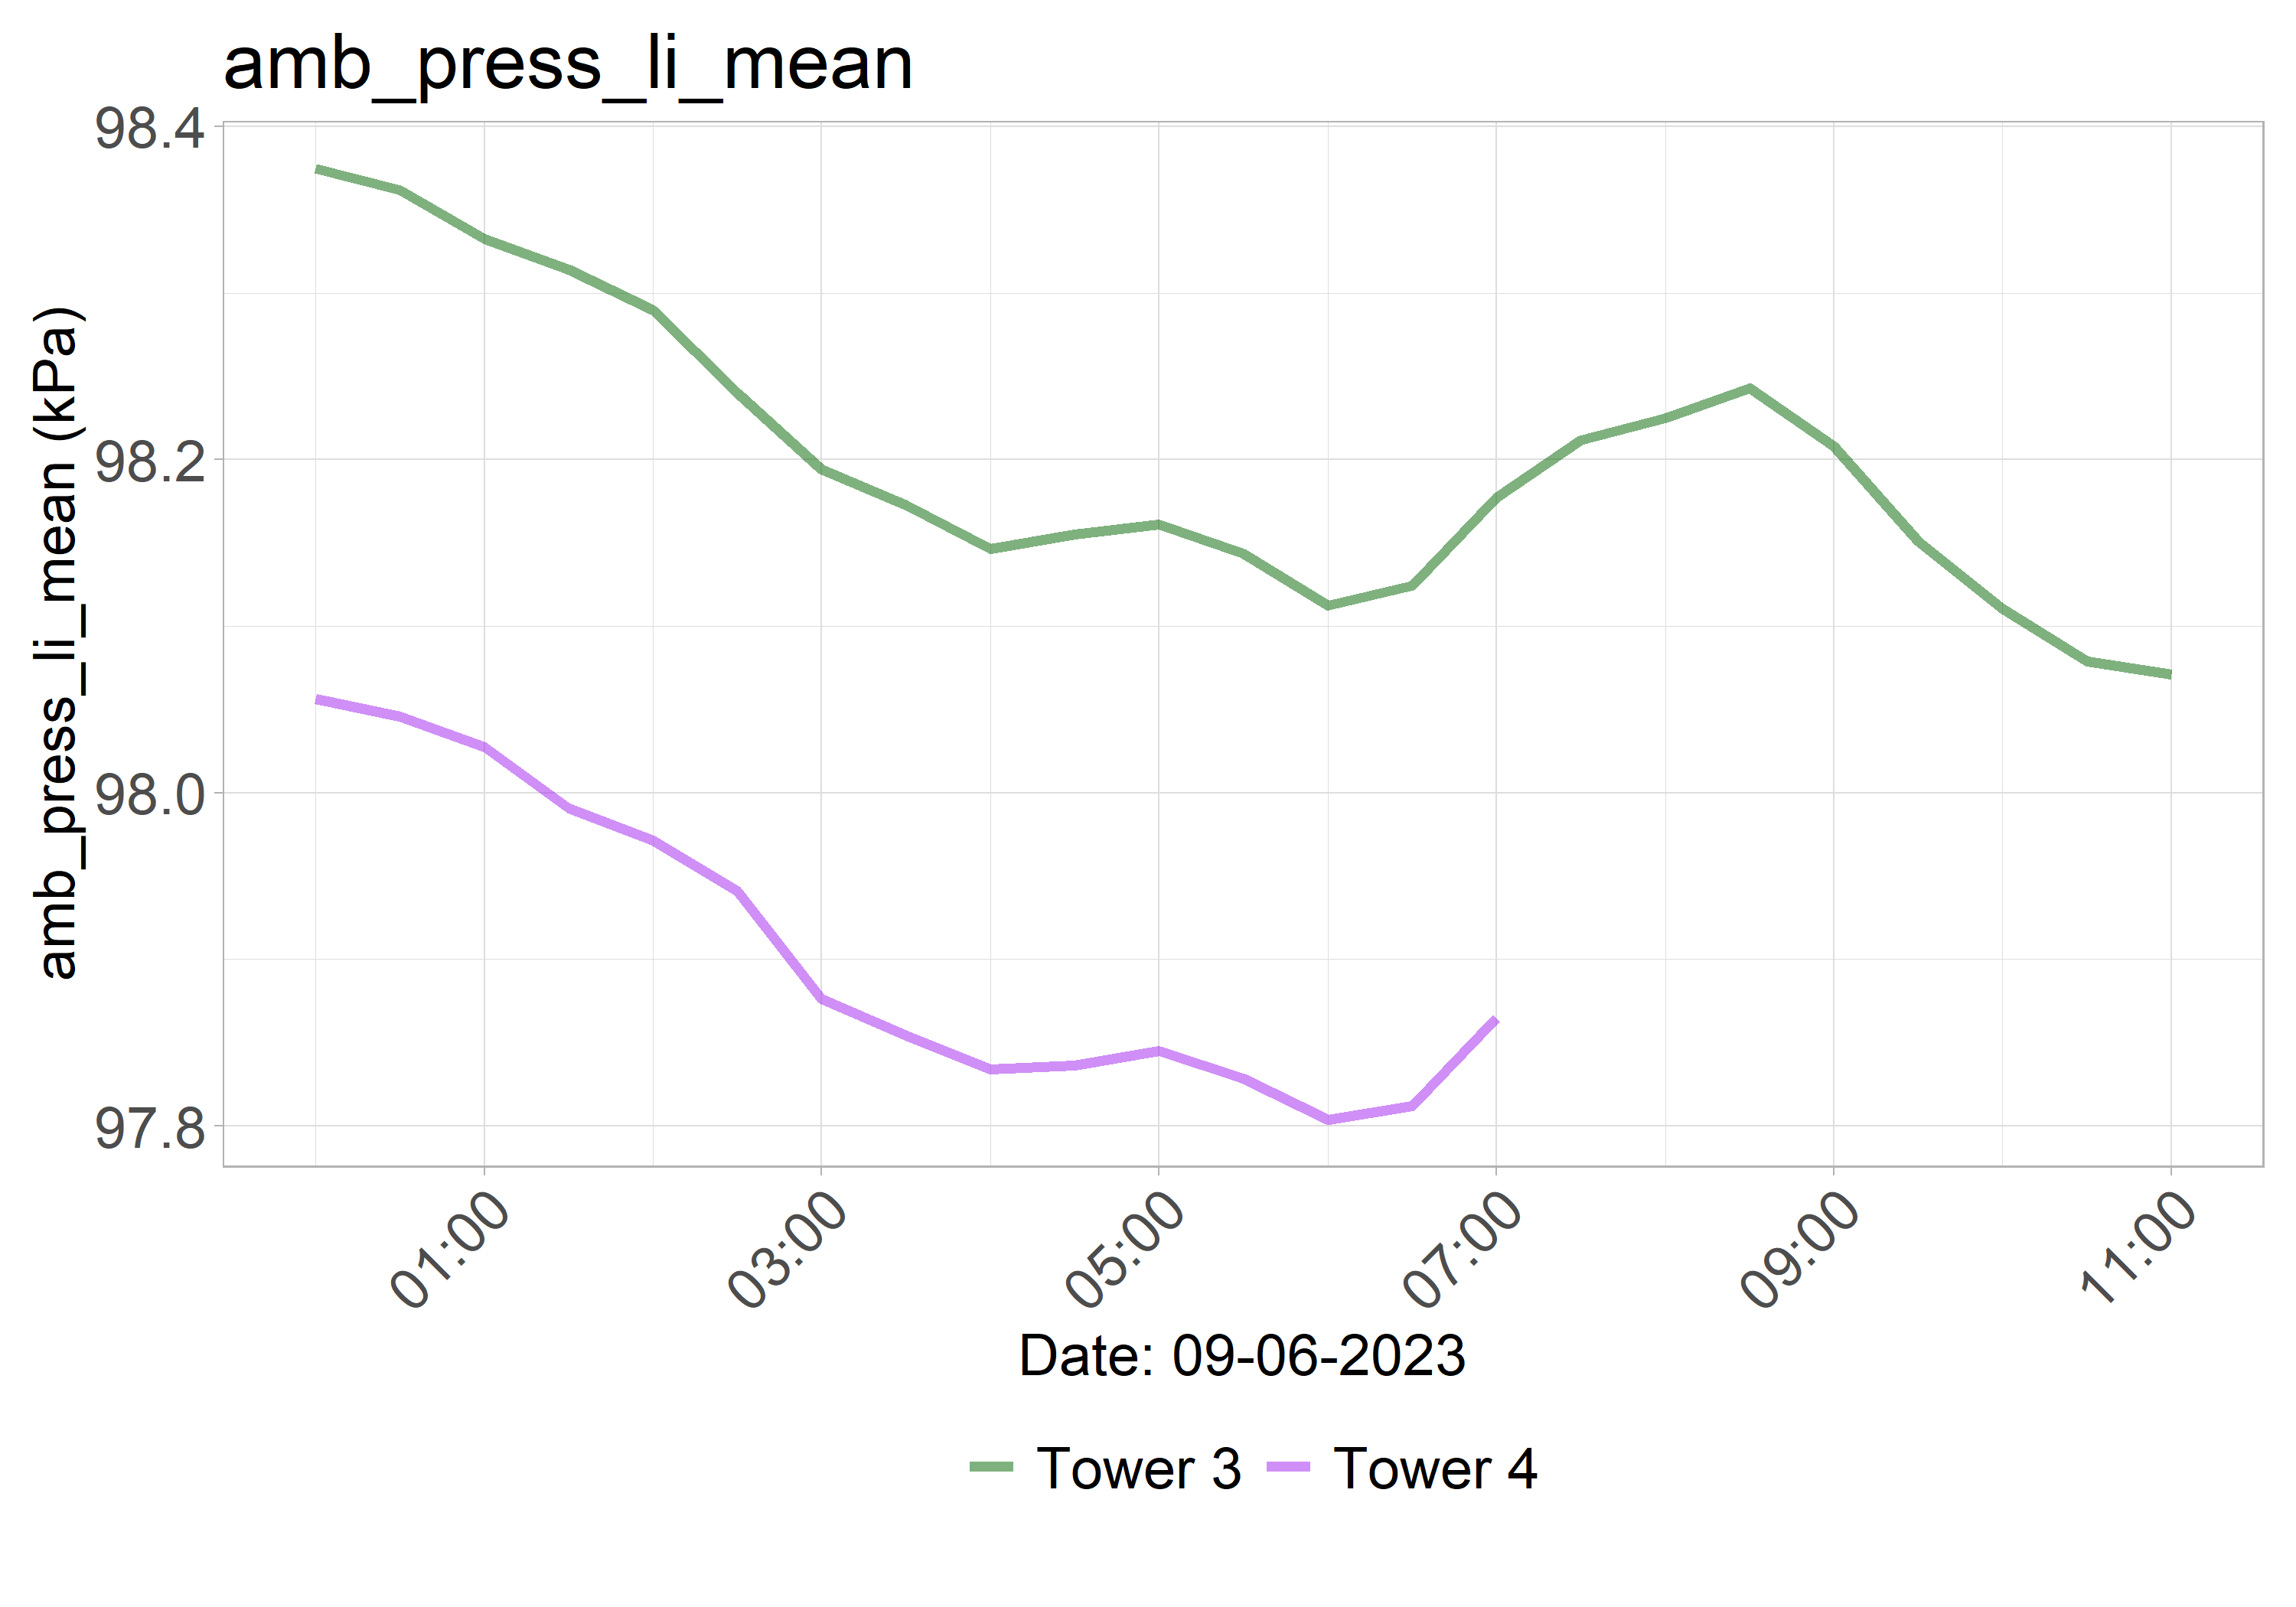 amb_press_li_mean
amb_press_li_mean (kPa)
98.4
98.2
98.0
97.8
01:00 03:00 05:00 07:00 09:00 11:00
Date: 09-06-2023
Tower 3 Tower 4